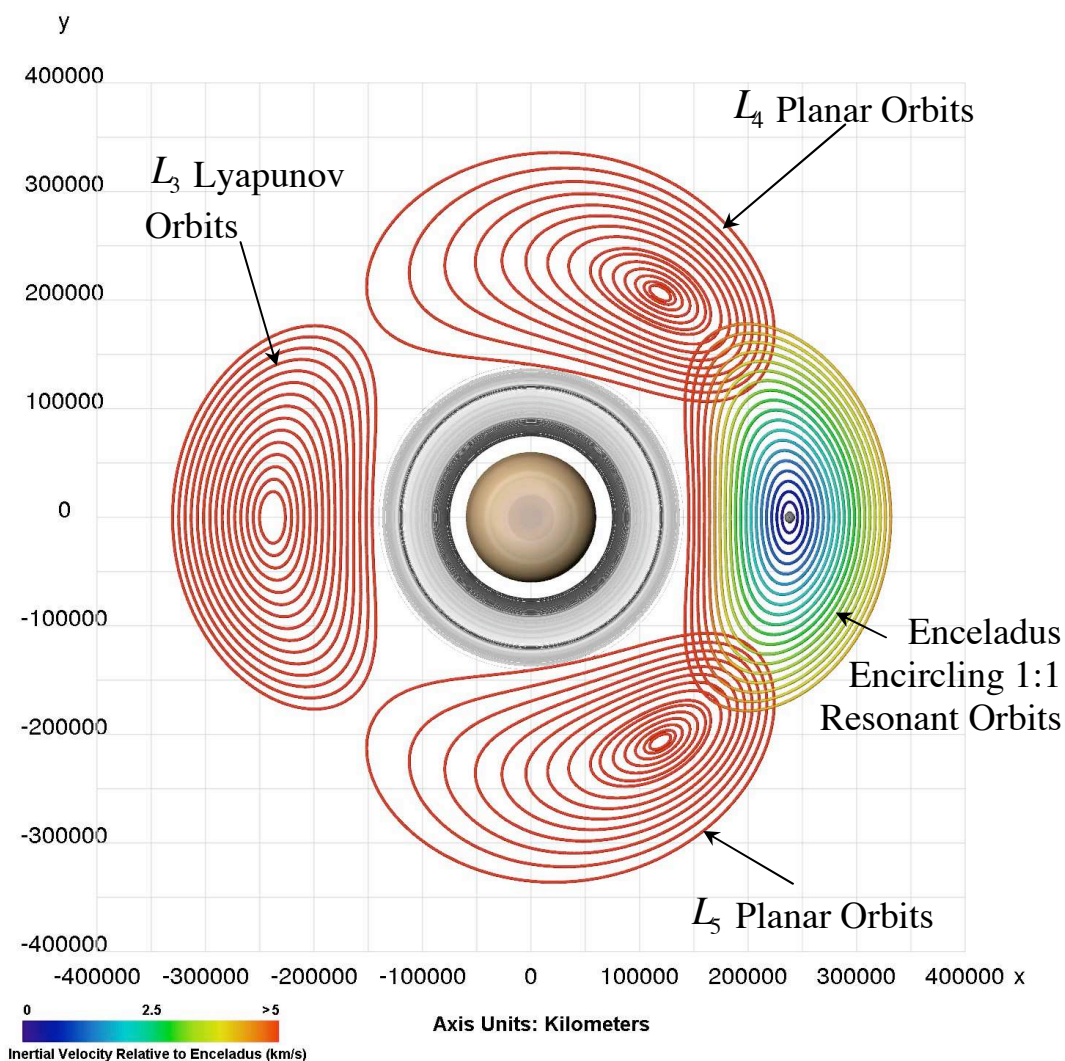 y
400000
300000
200000
100000
0
-100000
-200000
-300000
-400000
L4 Planar Orbits
L3 Lyapunov
Orbits
Enceladus
Encircling 1:1
Resonant Orbits
L5 Planar Orbits
-400000 -300000 -200000 -100000 0 100000 200000 300000 400000 x
0 2.5 >5
Axis Units: Kilometers
Inertial Velocity Relative to Enceladus (km/s)